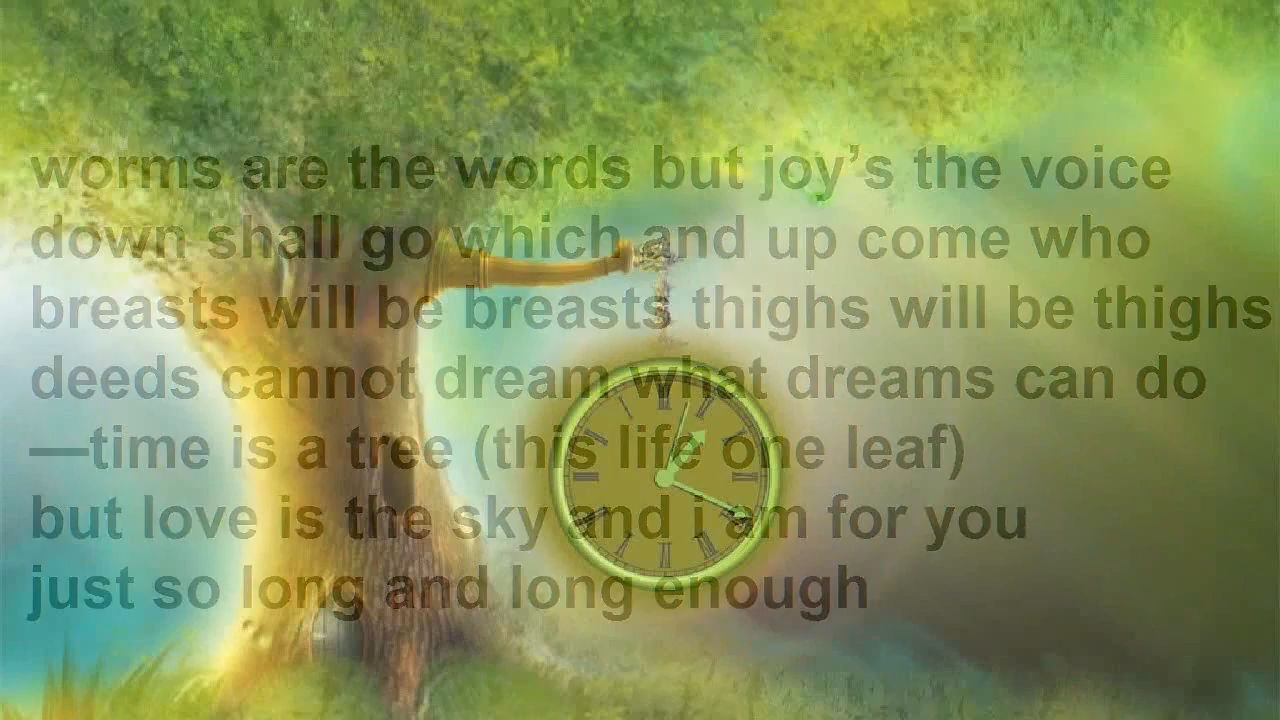 worms are the words but joy’s the voice
down shall go which and up come who
breasts will be breasts thighs will be thighs
deeds cannot dream what dreams can do
—time is a tree (this life one leaf)
but love is the sky and i am for you
just so long and long enough